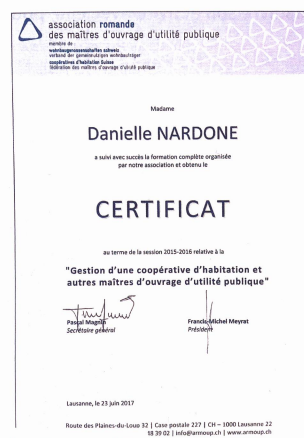 association romande
des maîtres d'ouvrage d'utilité publique
membre de
wohnbaugenossenschaften schweiz
verband der gemeinnützigen wohnbauträger
coopératives d'habitation Suisse
fédération des maîtres d'ouvrage d'utilité publique
Madame
Danielle NARDONE
a suivi avec succès la formation complète organisée
par notre association et obtenu le
CERTIFICAT
au terme de la session 2015-2016 relative à la
"Gestion d'une coopérative d'habitation et
autres maîtres d'ouvrage d'utilité publique"
Pascal Magnin
Secrétaire général
Francis-Michel Meyrat
Président
Lausanne, le 23 juin 2017
Route des Plaines-du-Loup 32 | Case postale 227 | CH – 1000 Lausanne 22
18 39 02 | info@armoup.ch | www.armoup.ch